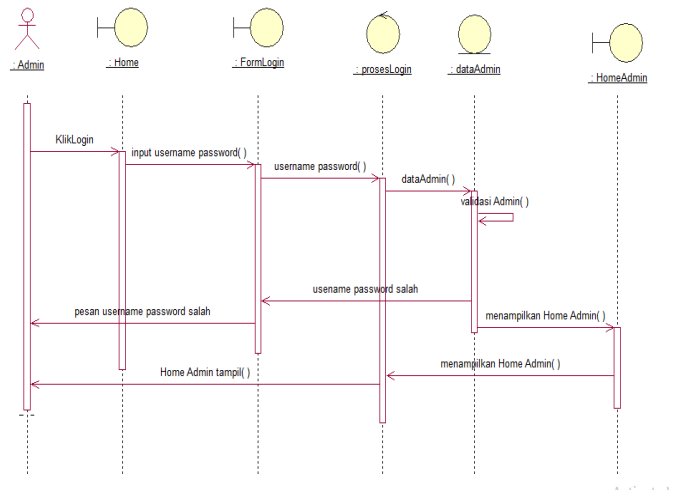 : Admin
: Home
: FormLogin
: prosesLogin
: dataAdmin
: HomeAdmin
KlikLogin
input username password( )
username password( )
dataAdmin( )
validasi Admin( )
usename password salah
pesan username password salah
menampilkan Home Admin( )
menampilkan Home Admin( )
Home Admin tampil( )